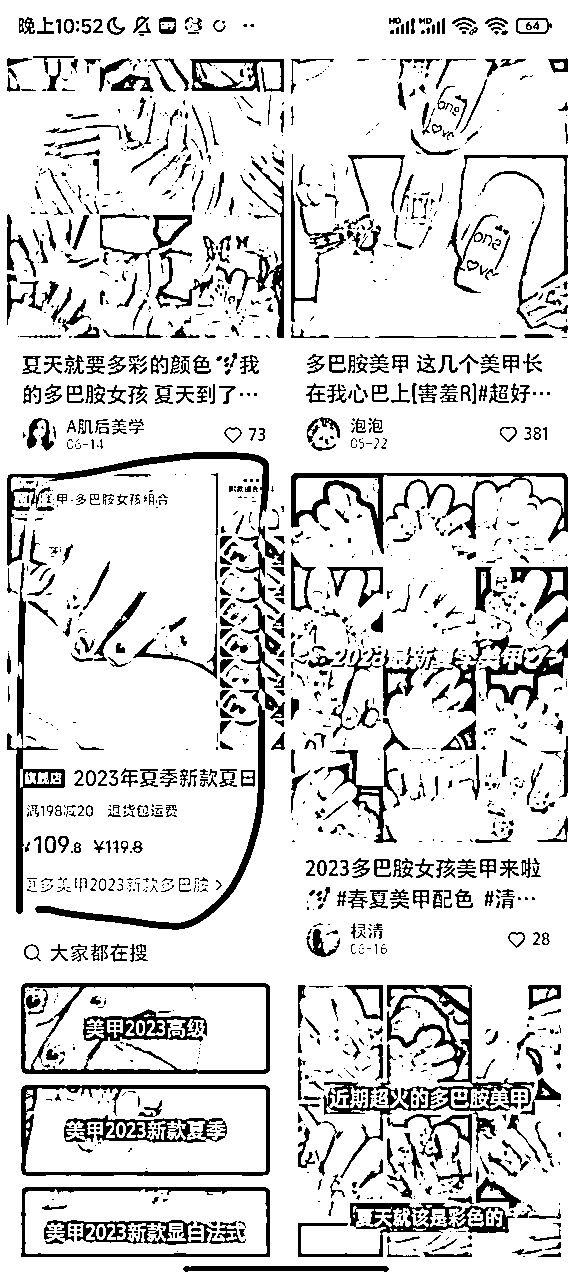 晚上10:52
64
one
Love
one
Love
夏天就要多彩的颜色 我
的多巴胺女孩 夏天到了…
A肌后美学
06-14
73
多巴胺美甲 这几个美甲长
在我心巴上[害羞R]#超好…
泡泡
05-22
381
甲·多巴胺女孩组合
旗舰店 2023年夏季新款夏日
满198减20 退货包运费
¥109.8 ¥119.8
更多美甲2023新款多巴胺 >
2023最新夏季美甲
2023多巴胺女孩美甲来啦
#春夏美甲配色 #清…
06-16
28
大家都在搜
美甲2023高级
美甲2023新款夏季
美甲2023新款显白法式
近期超火的多巴胺美甲
夏天就该是彩色的